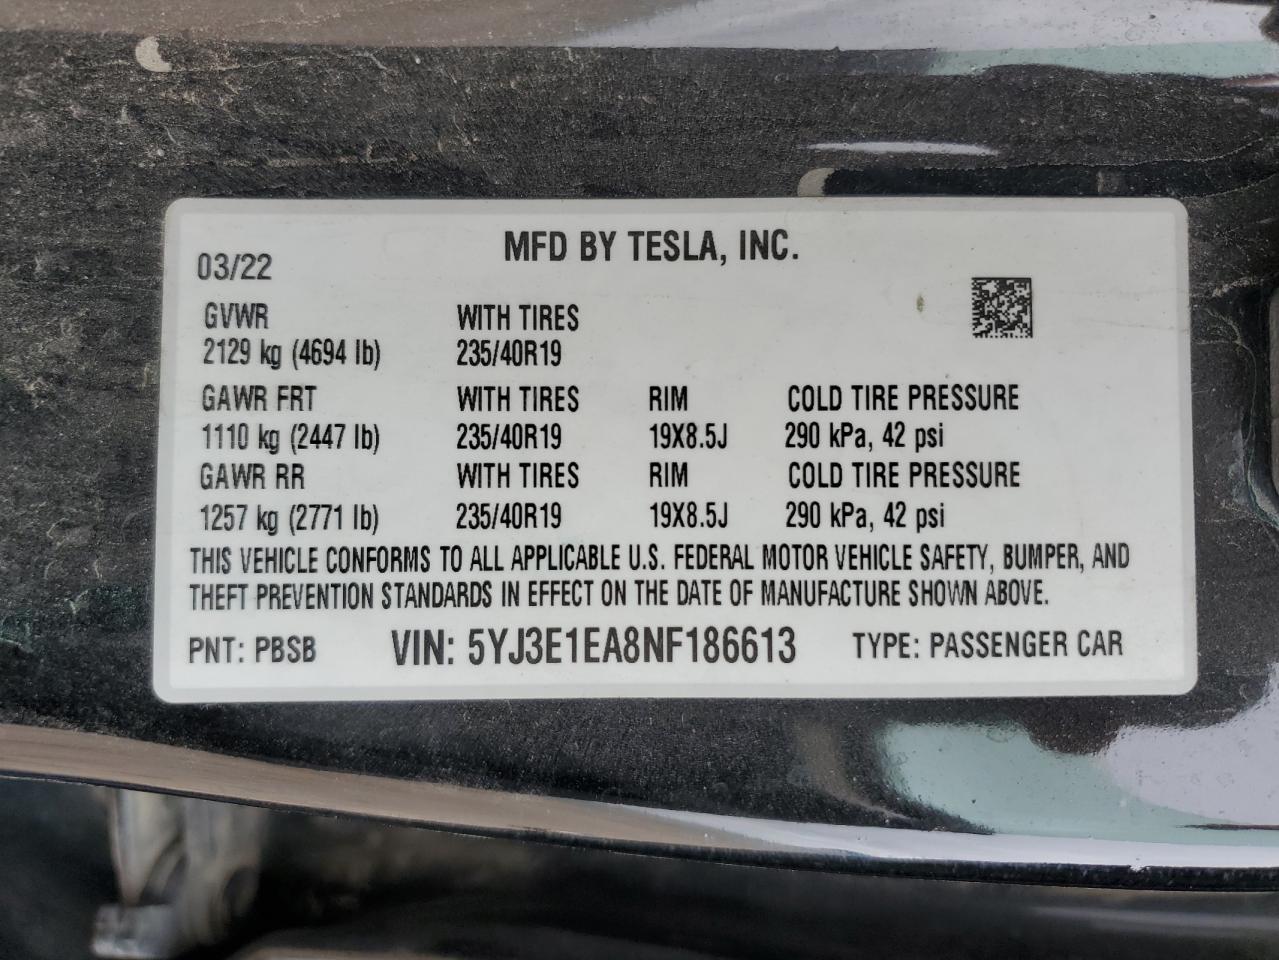 MFD BY TESLA, INC.
03/22
GVWR WITH TIRES
2129 kg (4694 lb) 235/40R19
GAWR FRT WITH TIRES RIM COLD TIRE PRESSURE
1110 kg (2447 lb) 235/40R19 19X8.5J 290 kPa, 42 psi
GAWR RR WITH TIRES RIM COLD TIRE PRESSURE
1257 kg (2771 lb) 235/40R19 19X8.5J 290 kPa, 42 psi
THIS VEHICLE CONFORMS TO ALL APPLICABLE U.S. FEDERAL MOTOR VEHICLE SAFETY, BUMPER, AND
THEFT PREVENTION STANDARDS IN EFFECT ON THE DATE OF MANUFACTURE SHOWN ABOVE.
PNT: PBSB VIN: 5YJ3E1EA8NF186613 TYPE: PASSENGER CAR